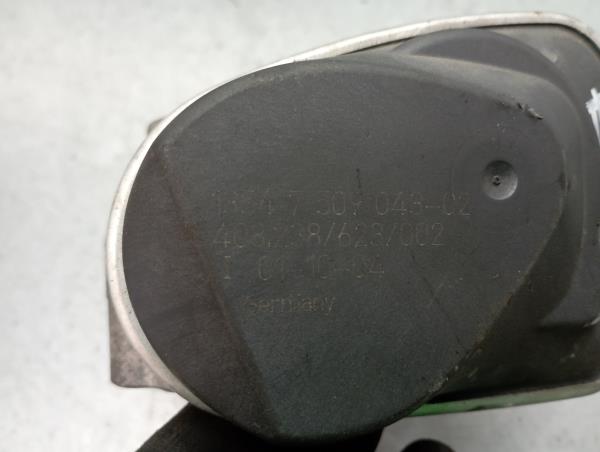 1354 7 509 043-02
408.238/623/002
I 01-10-04
Germany